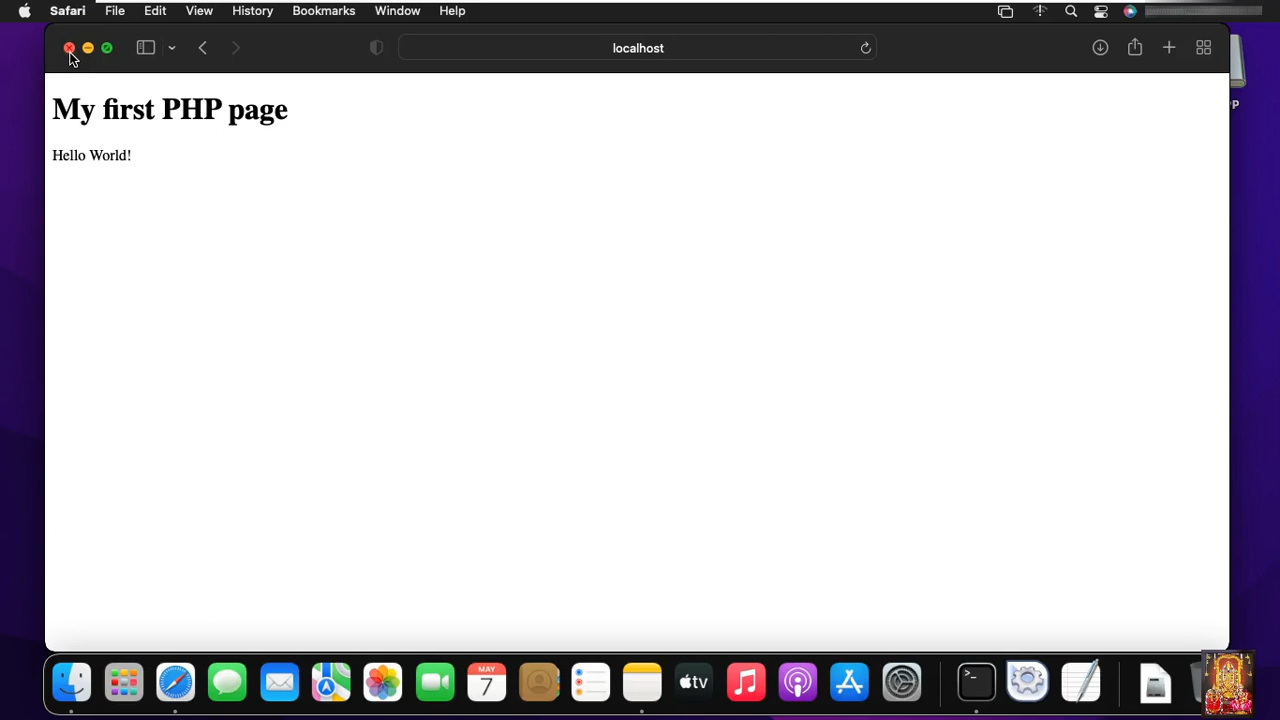 Safari File Edit View History Bookmarks Window Help
localhost
My first PHP page
Hello World!
tv
MAY
7